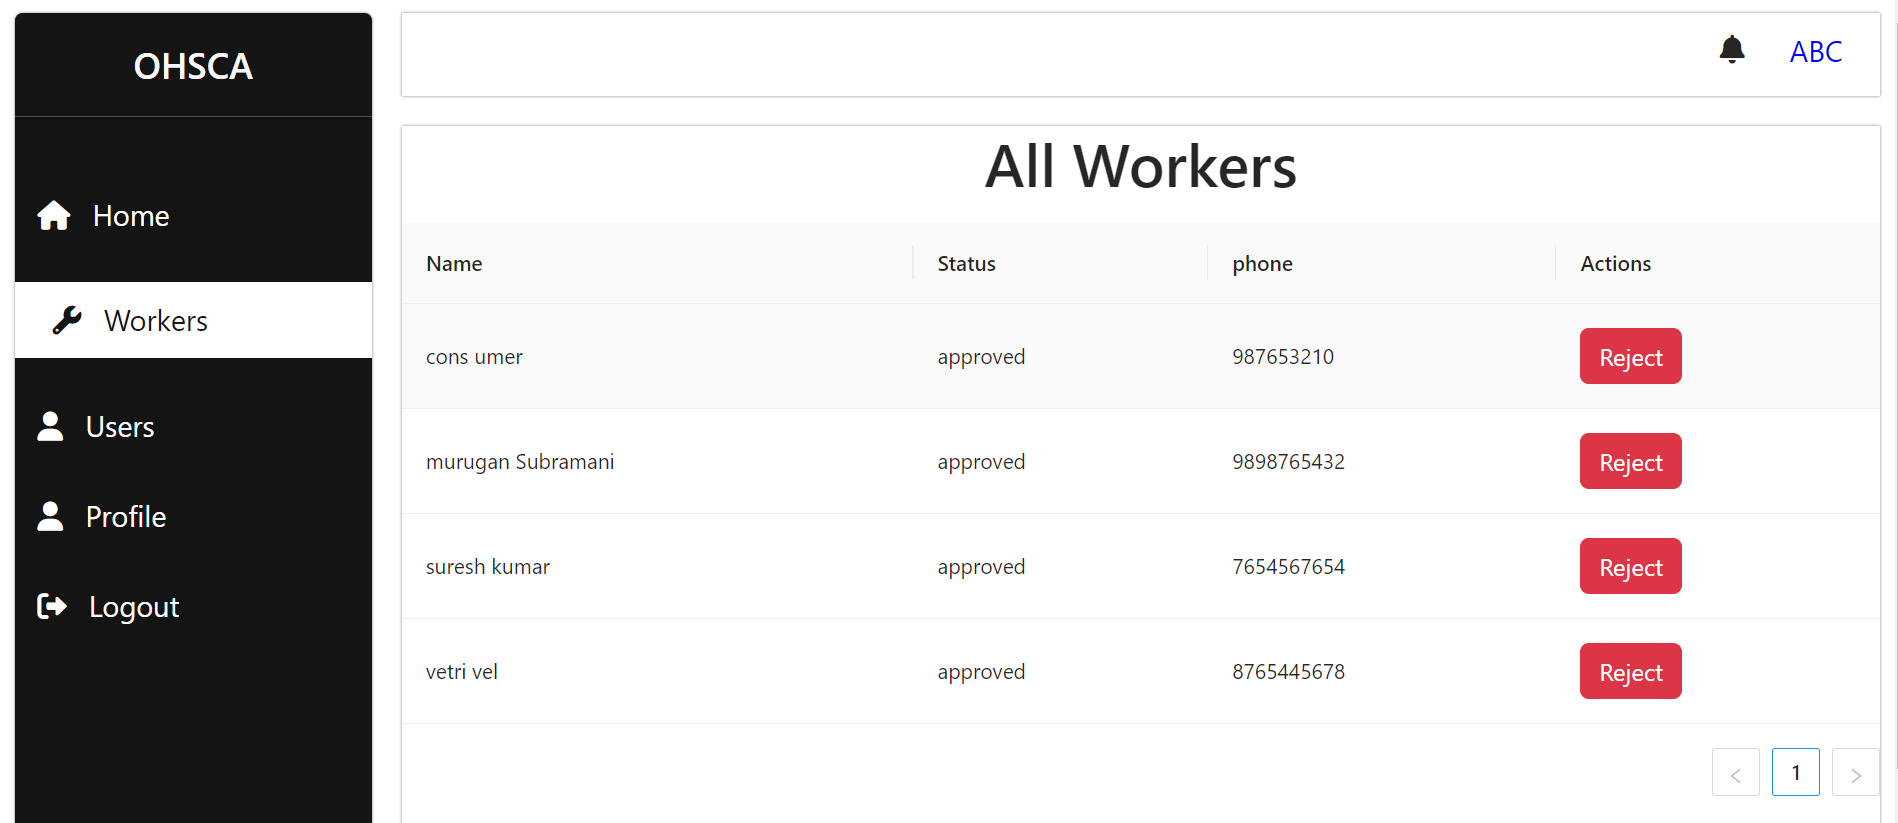 OHSCA
Home
Workers
Users
Profile
Logout
ABC
All Workers
Name Status phone Actions
cons umer approved 987653210 Reject
murugan Subramani approved 9898765432 Reject
suresh kumar approved 7654567654 Reject
vetri vel approved 8765445678 Reject
< 1 >